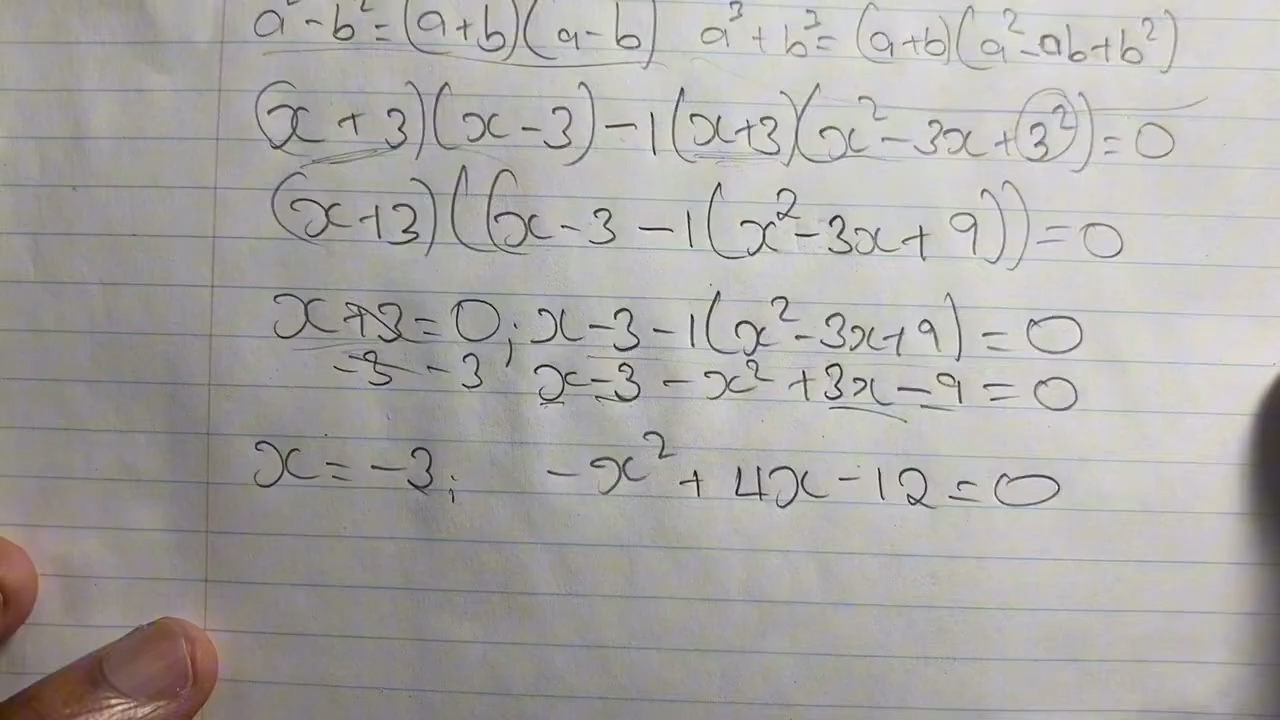 a² - b² = (a+b)(a-b) a³ + b³ = (a+b)(a² - ab + b²)
(x + 3)(x - 3) - 1(x+3)(x² - 3x + 3²) = 0
(x+3)((x - 3 - 1(x² - 3x + 9)) = 0
x+3 = 0; x - 3 - 1(x² - 3x + 9) = 0
-3 -3 x - 3 - x² + 3x - 9 = 0
x = -3; -x² + 4x - 12 = 0